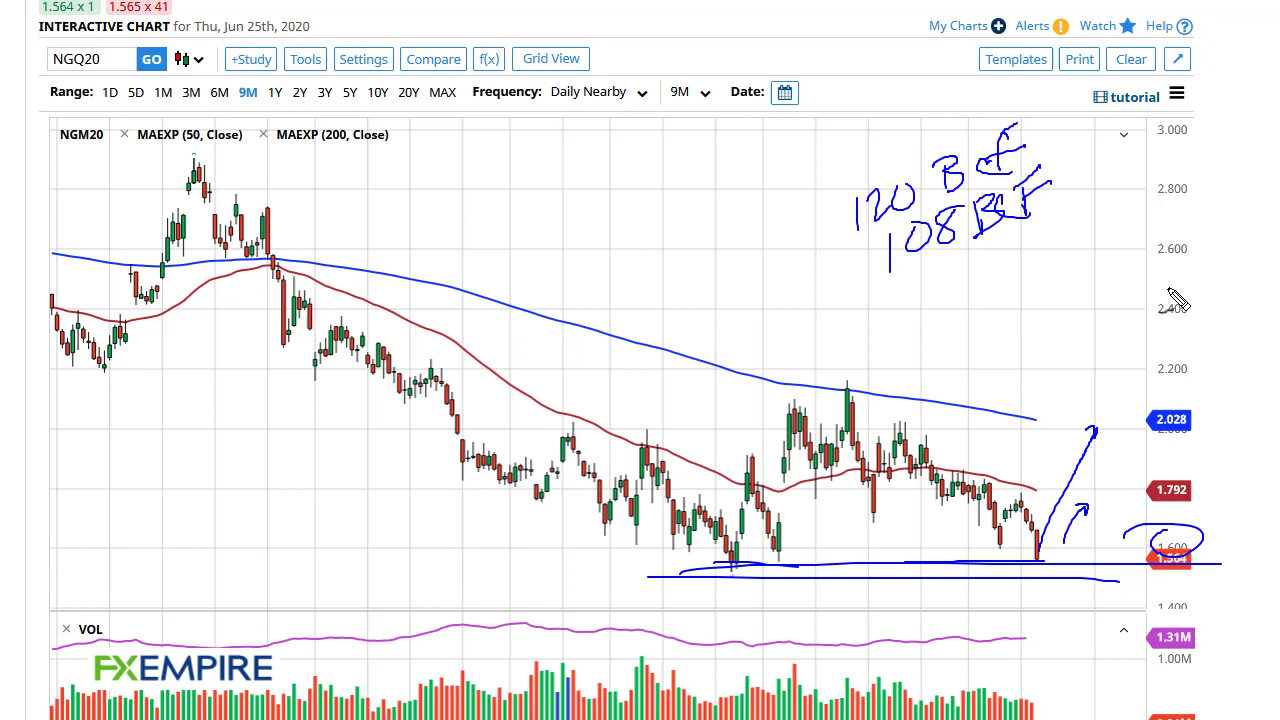 1.564 x 1 1.565 x 41
INTERACTIVE CHART for Thu, Jun 25th, 2020
My Charts Alerts Watch Help
NGQ20 GO +Study Tools Settings Compare f(x) Grid View Templates Print Clear
Range: 1D 5D 1M 3M 6M 9M 1Y 2Y 3Y 5Y 10Y 20Y MAX Frequency: Daily Nearby 9M Date:
tutorial
NGM20 MAEXP (50, Close) MAEXP (200, Close)
3.000
120 Bcf
2.800
108 Bcf
2.600
2.400
2.200
2.028
1.792
1.600
1.400
VOL
1.31M
1.00M
FXEMPIRE